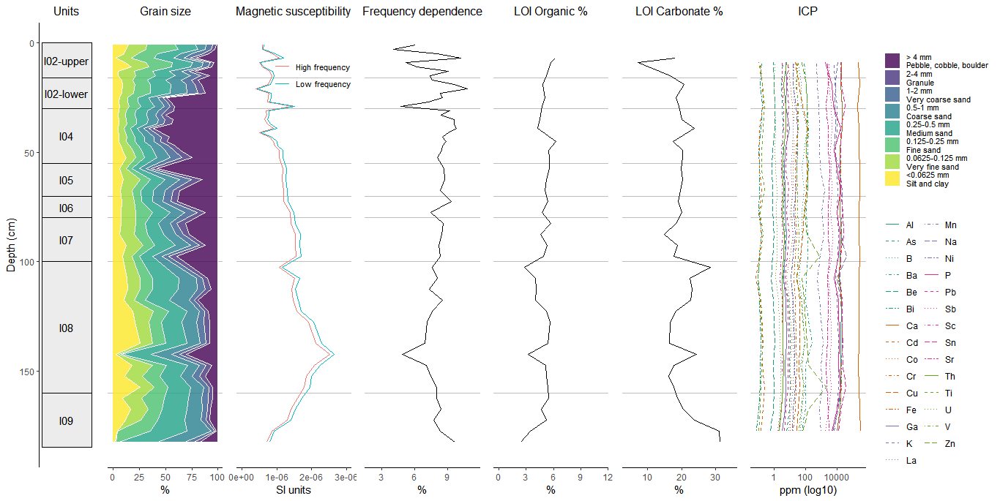 Units
Grain size
Magnetic susceptibility
Frequency dependence
LOI Organic %
LOI Carbonate %
ICP
Depth (cm)
0
50
100
150
I02-upper
I02-lower
I04
I05
I06
I07
I08
I09
High frequency
Low frequency
0 25 50 75 100
%
0e+00 1e-06 2e-06 3e-06
SI units
3 6 9 12
%
0 3 6 9 12
%
10 20 30
%
1 100 10000
ppm (log10)
> 4 mm
Pebble, cobble, boulder
2-4 mm
Granule
1-2 mm
Very coarse sand
0.5-1 mm
Coarse sand
0.25-0.5 mm
Medium sand
0.125-0.25 mm
Fine sand
0.0625-0.125 mm
Very fine sand
<0.0625 mm
Silt and clay
Al Mn
As Na
B Ni
Ba P
Be Pb
Bi Sb
Ca Sc
Cd Sn
Co Sr
Cr Th
Cu Ti
Fe U
Ga V
K Zn
La